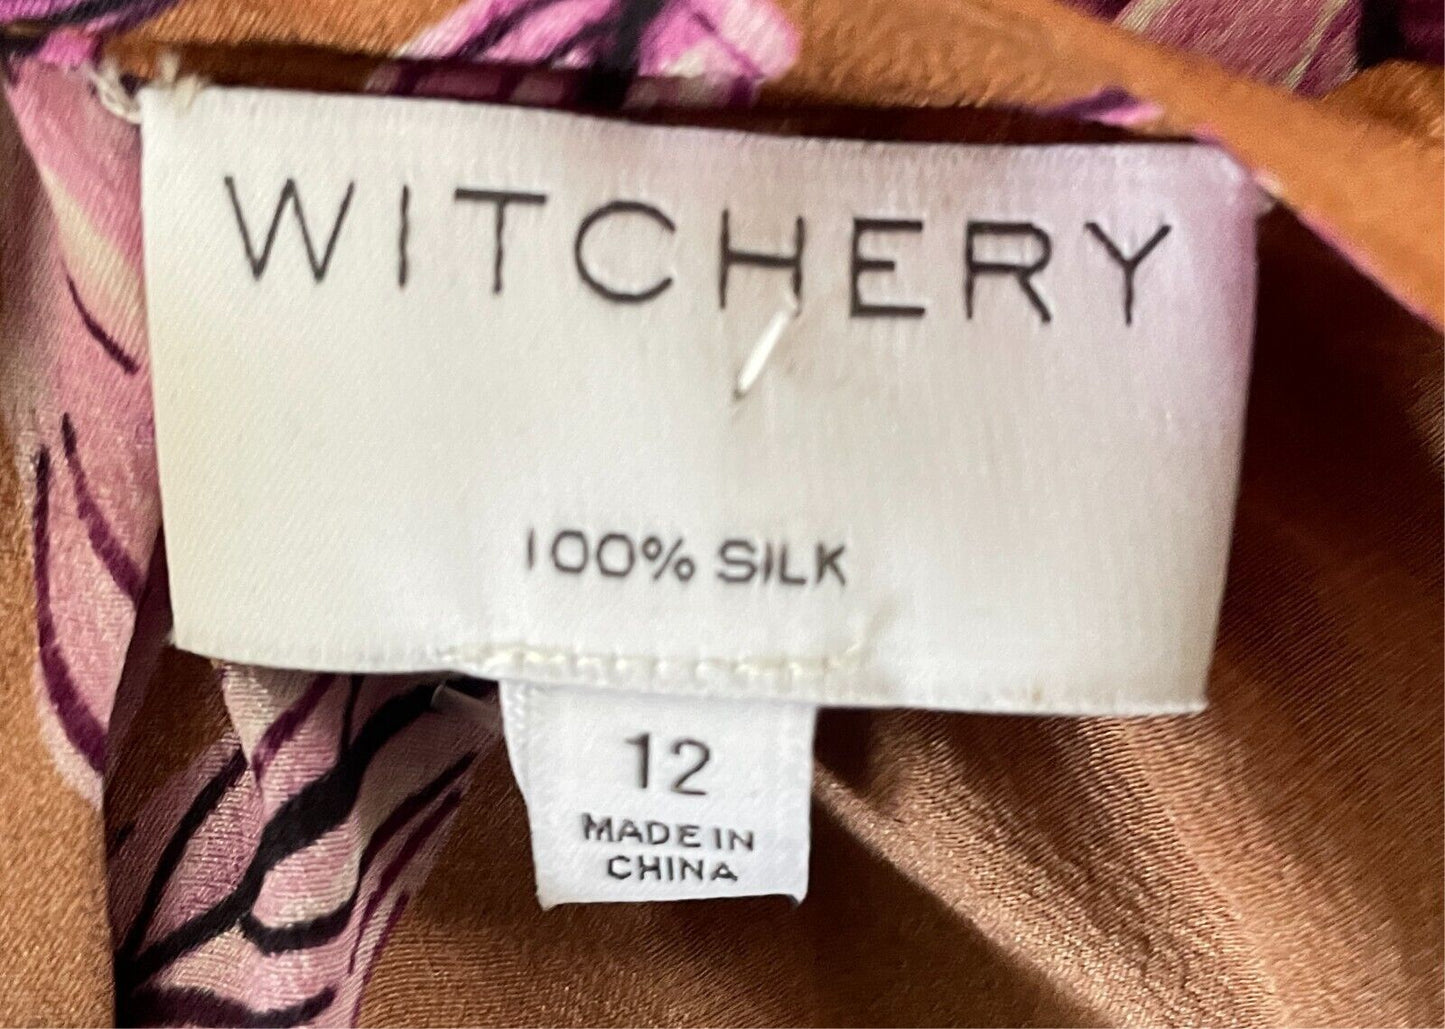 WITCHERY
100% SILK
12
MADE IN
CHINA